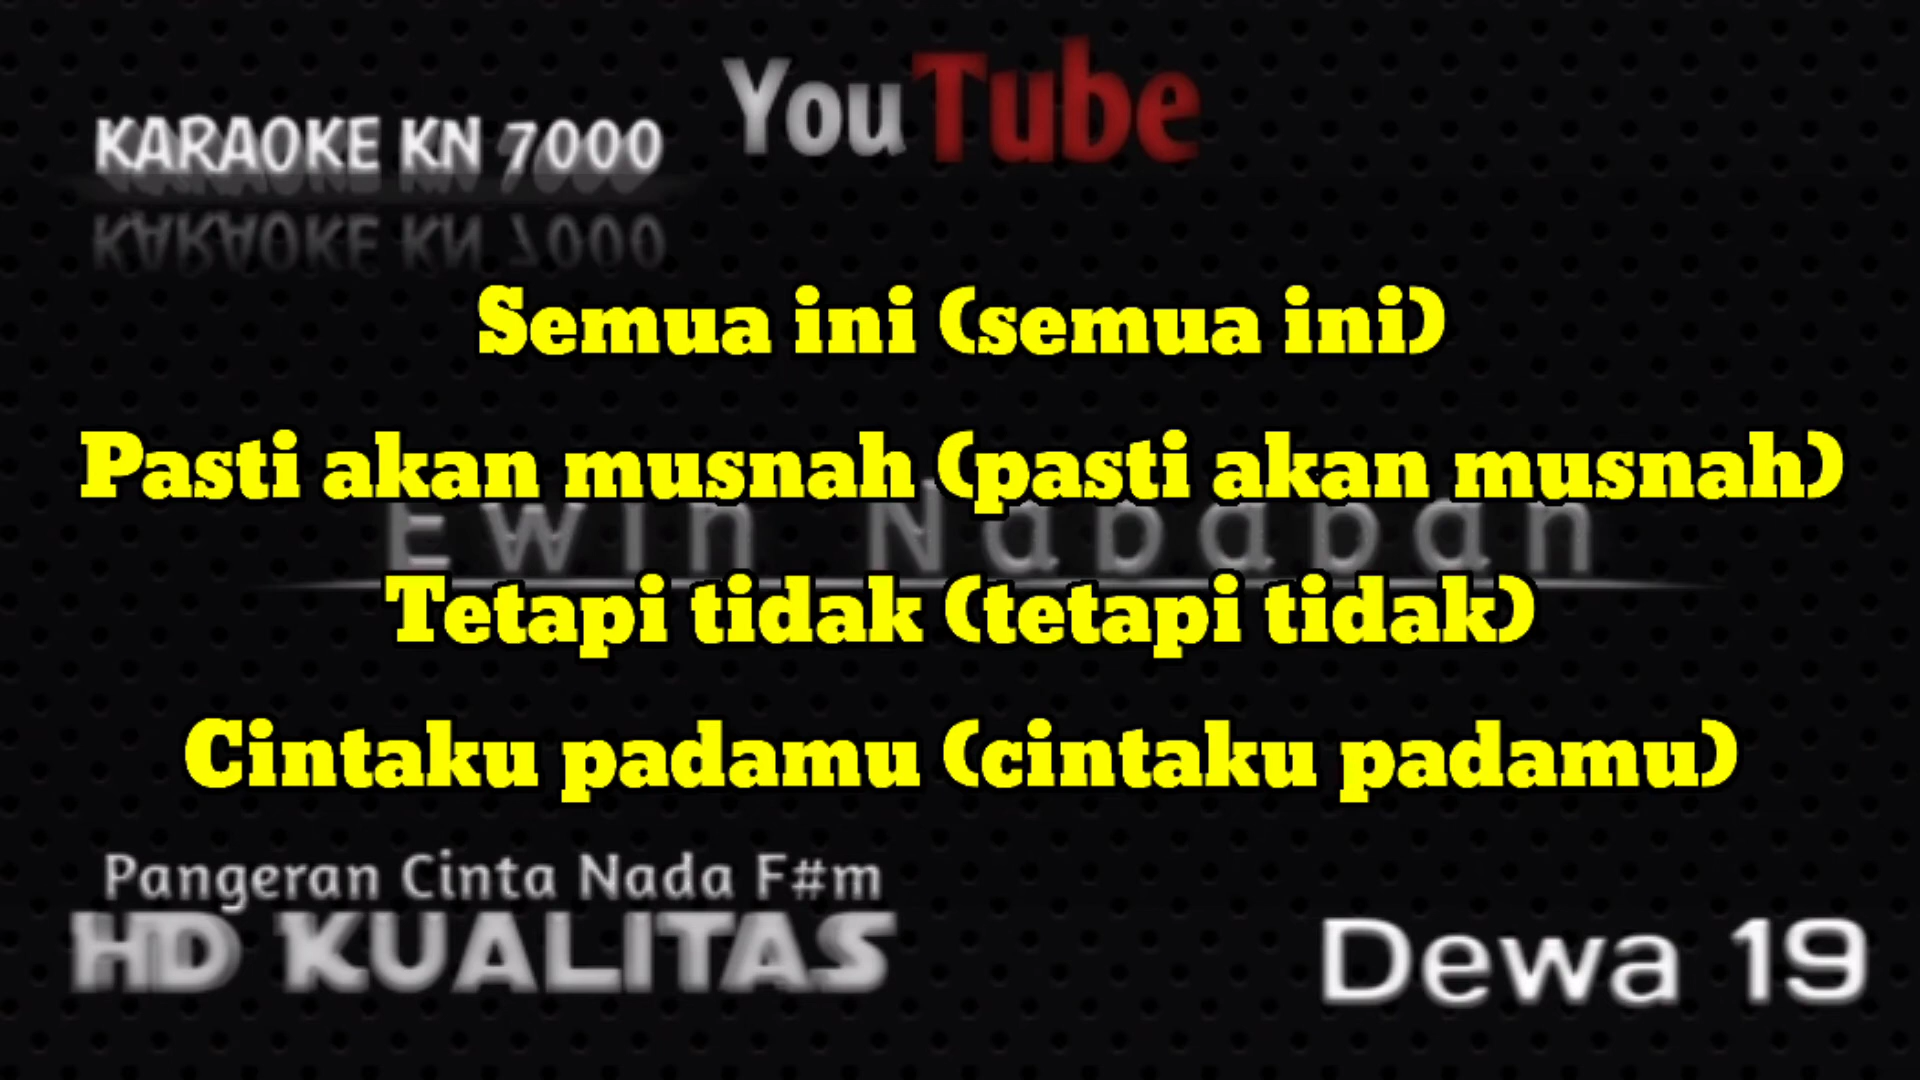 YouTube
KARAOKE KN 7000
Semua ini (semua ini)
Pasti akan musnah (pasti akan musnah)
Ewin Nababan
Tetapi tidak (tetapi tidak)
Cintaku padamu (cintaku padamu)
Pangeran Cinta Nada F#m
HD KUALITAS
Dewa 19